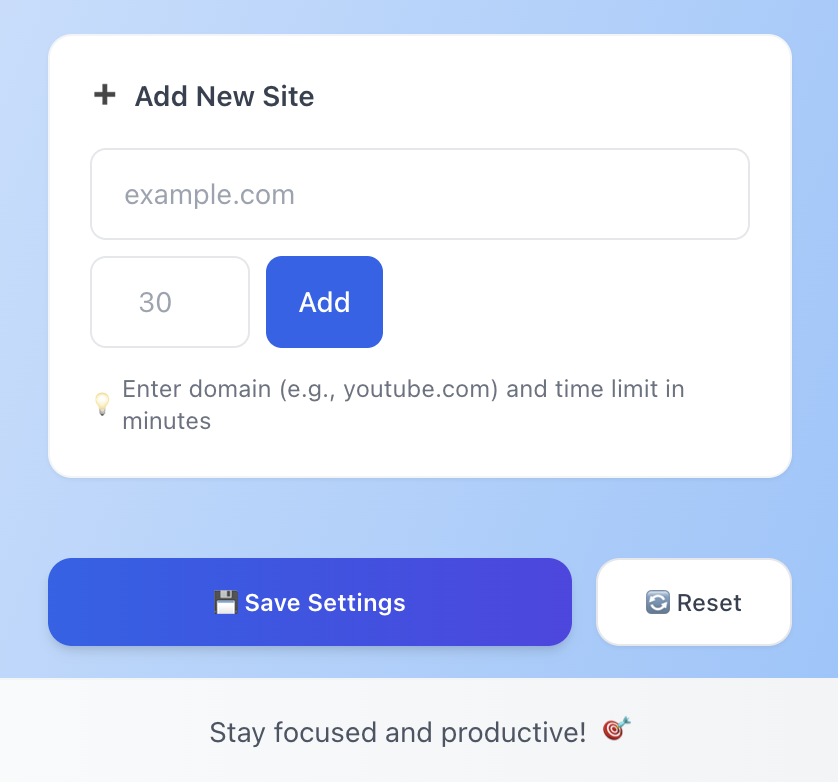 ➕ Add New Site
example.com
30
Add
💡 Enter domain (e.g., youtube.com) and time limit in
minutes
💾 Save Settings
🔄 Reset
Stay focused and productive! 🎯